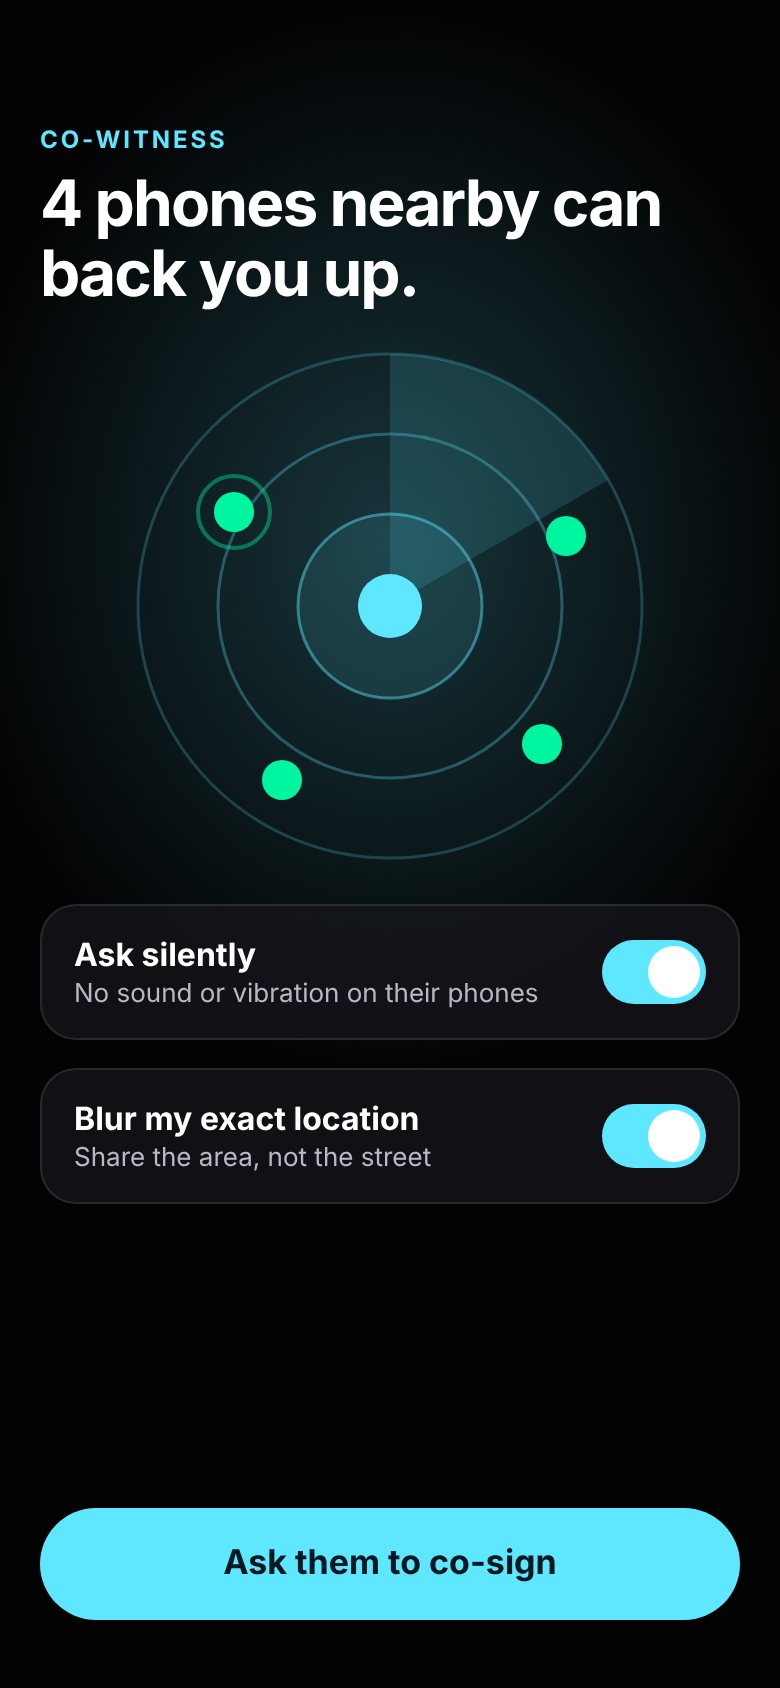 CO-WITNESS
4 phones nearby can
back you up.
Ask silently
No sound or vibration on their phones
Blur my exact location
Share the area, not the street
Ask them to co-sign